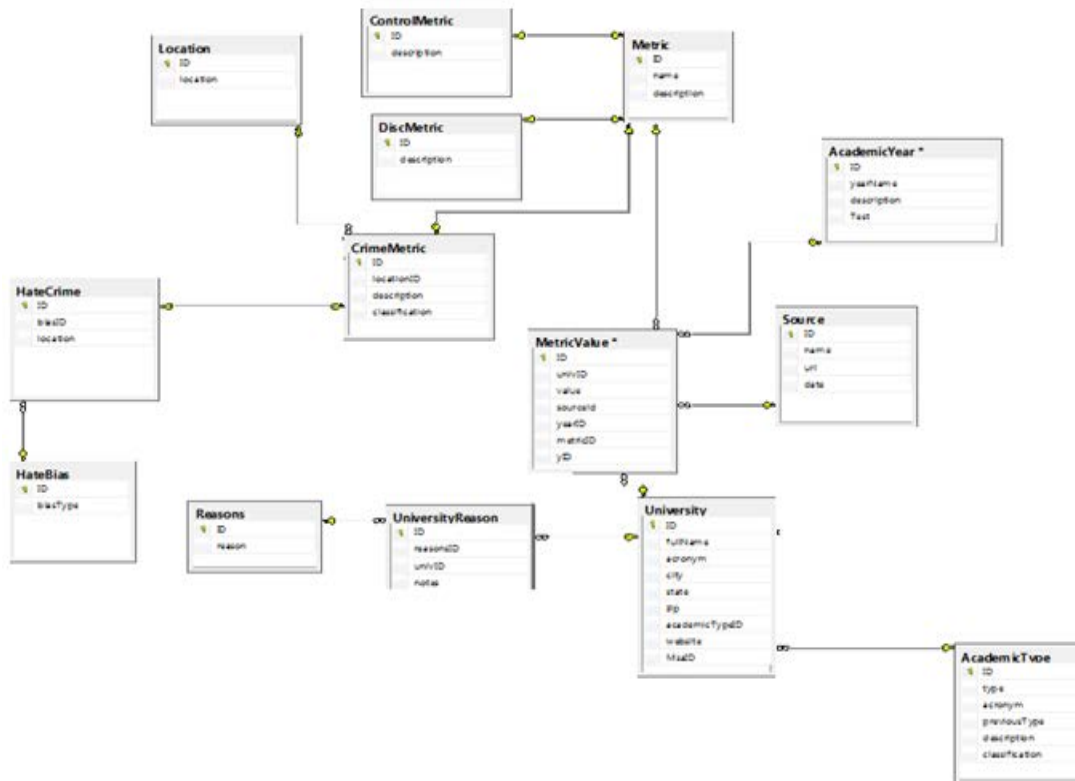 ControlMetric
ID
description
Metric
ID
name
description
Location
ID
location
DiscMetric
ID
description
AcademicYear *
ID
yearName
description
Test
CrimeMetric
ID
locationID
description
classification
HateCrime
ID
biasID
location
Source
ID
name
url
date
MetricValue *
ID
univID
value
sourceId
yearID
metricID
yID
HateBias
ID
biasType
Reasons
ID
reason
UniversityReason
ID
reasonsID
univID
notes
University
ID
fullName
acronym
city
state
zip
academicTypeID
website
MsaID
AcademicType
ID
type
acronym
previousType
description
classification